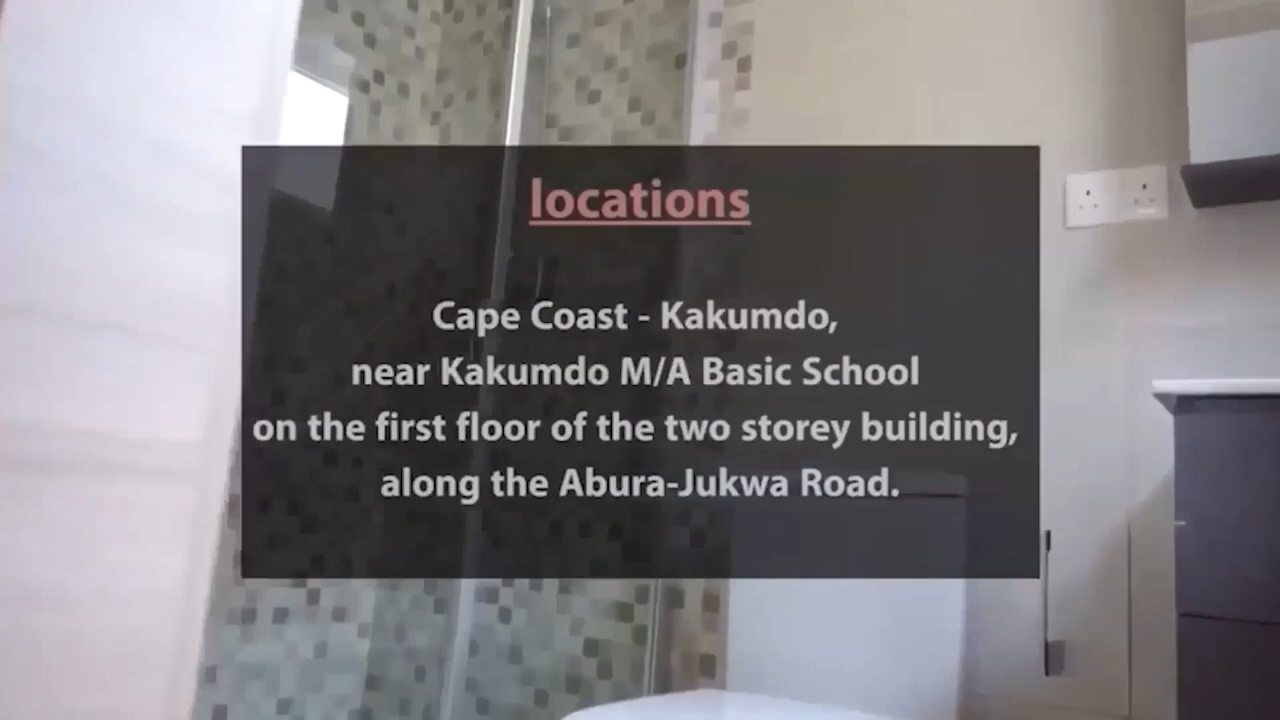 locations
Cape Coast - Kakumdo,
near Kakumdo M/A Basic School
on the first floor of the two storey building,
along the Abura-Jukwa Road.